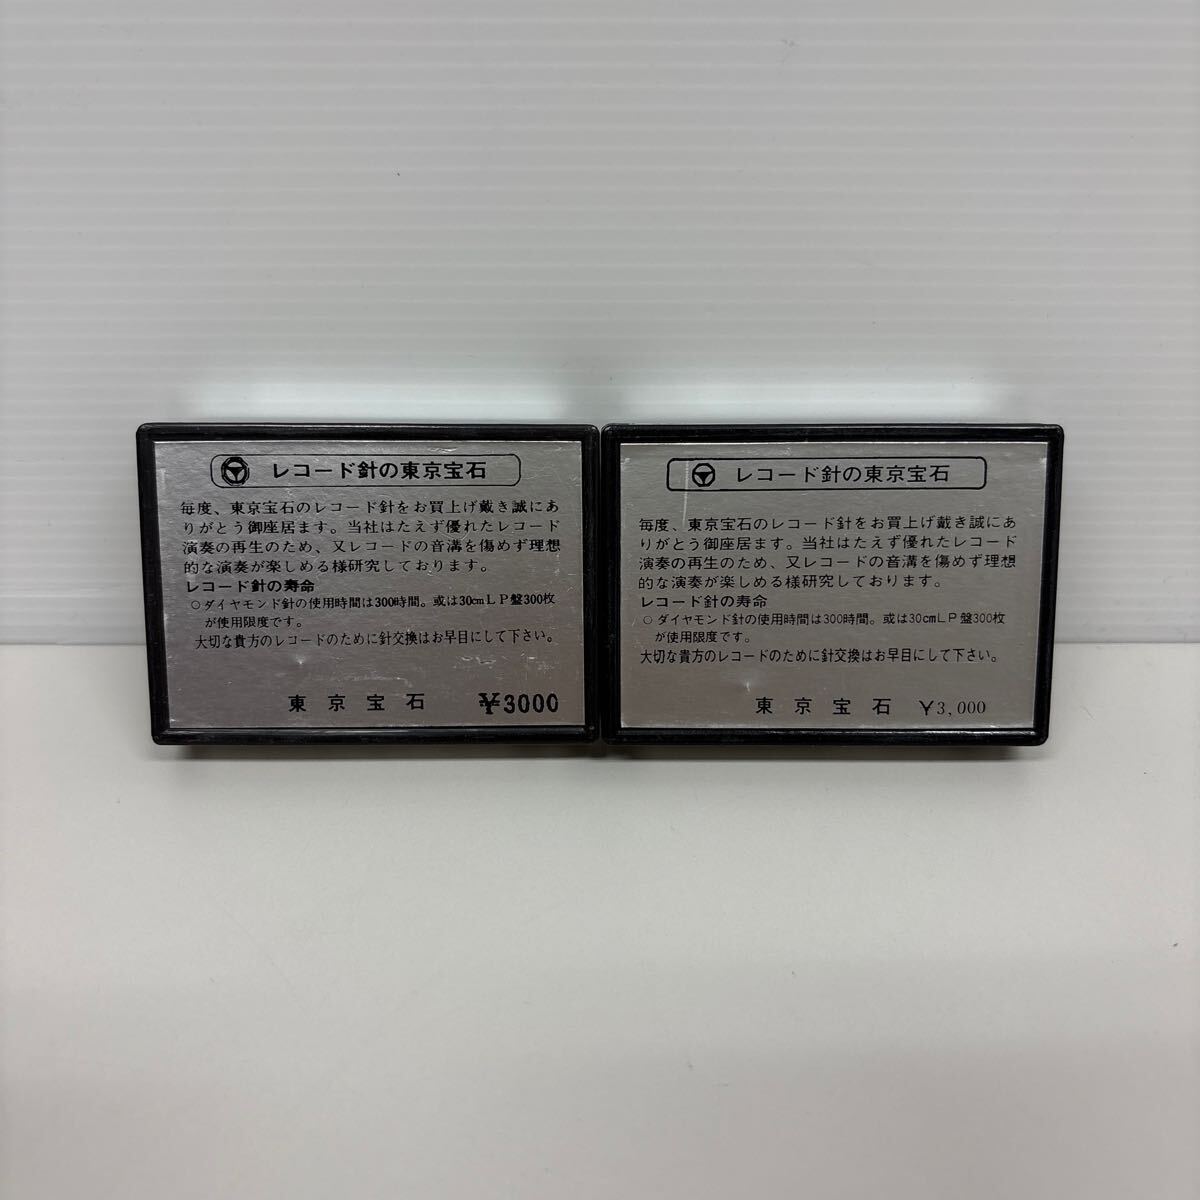 レコード針の東京宝石
毎度、東京宝石のレコード針をお買上げ戴き誠にあ
りがとう御座居ます。当社はたえず優れたレコード
演奏の再生のため、又レコードの音溝を傷めず理想
的な演奏が楽しめる様研究しております。
レコード針の寿命
○ダイヤモンド針の使用時間は300時間。或は30cmLP盤300枚
が使用限度です。
大切な貴方のレコードのために針交換はお早目にして下さい。
東京宝石 ¥3000
レコード針の東京宝石
毎度、東京宝石のレコード針をお買上げ戴き誠にあ
りがとう御座居ます。当社はたえず優れたレコード
演奏の再生のため、又レコードの音溝を傷めず理想
的な演奏が楽しめる様研究しております。
レコード針の寿命
○ダイヤモンド針の使用時間は300時間。或は30cmLP盤300枚
が使用限度です。
大切な貴方のレコードのために針交換はお早目にして下さい。
東京宝石 ¥3,000